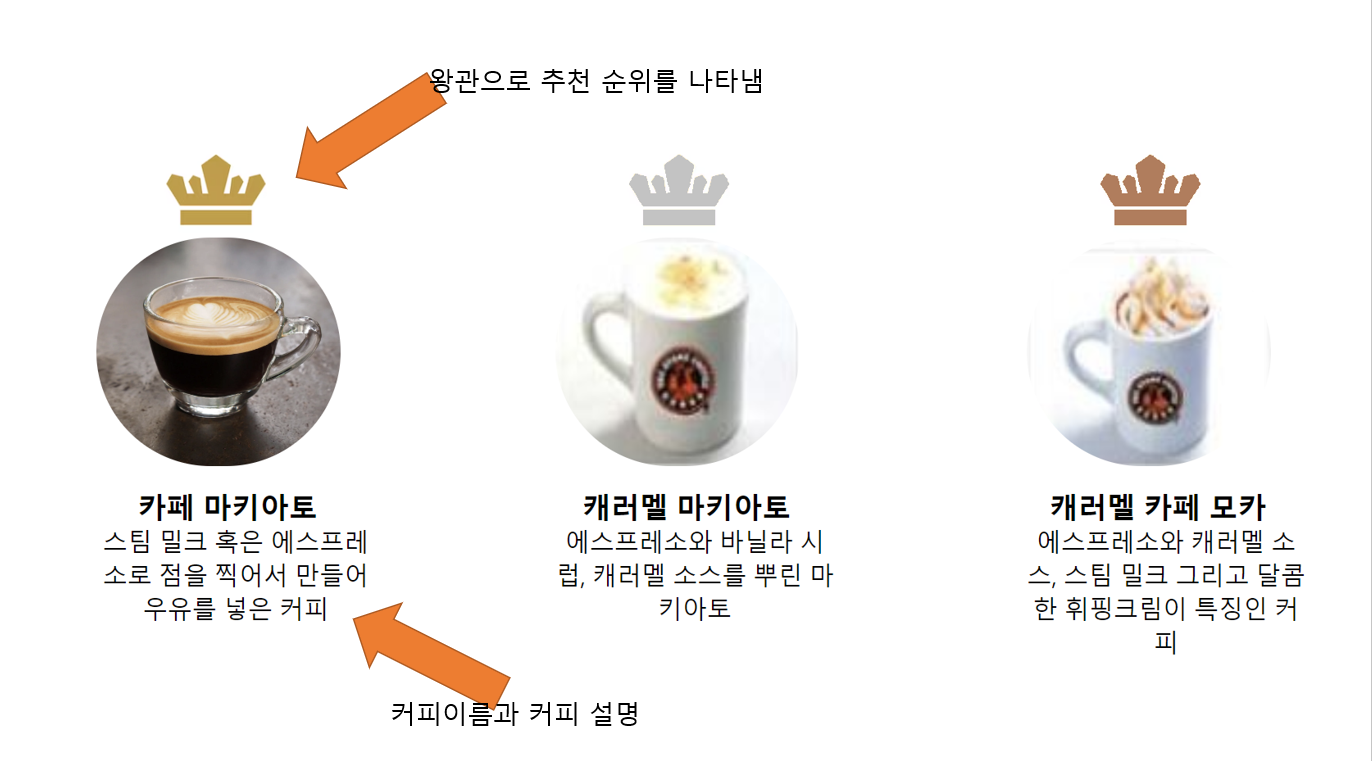 왕관으로 추천 순위를 나타냄
카페 마키아토
스팀 밀크 혹은 에스프레
소로 점을 찍어서 만들어
우유를 넣은 커피
캐러멜 마키아토
에스프레소와 바닐라 시
럽, 캐러멜 소스를 뿌린 마
키아토
캐러멜 카페 모카
에스프레소와 캐러멜 소
스, 스팀 밀크 그리고 달콤
한 휘핑크림이 특징인 커
피
커피이름과 커피 설명